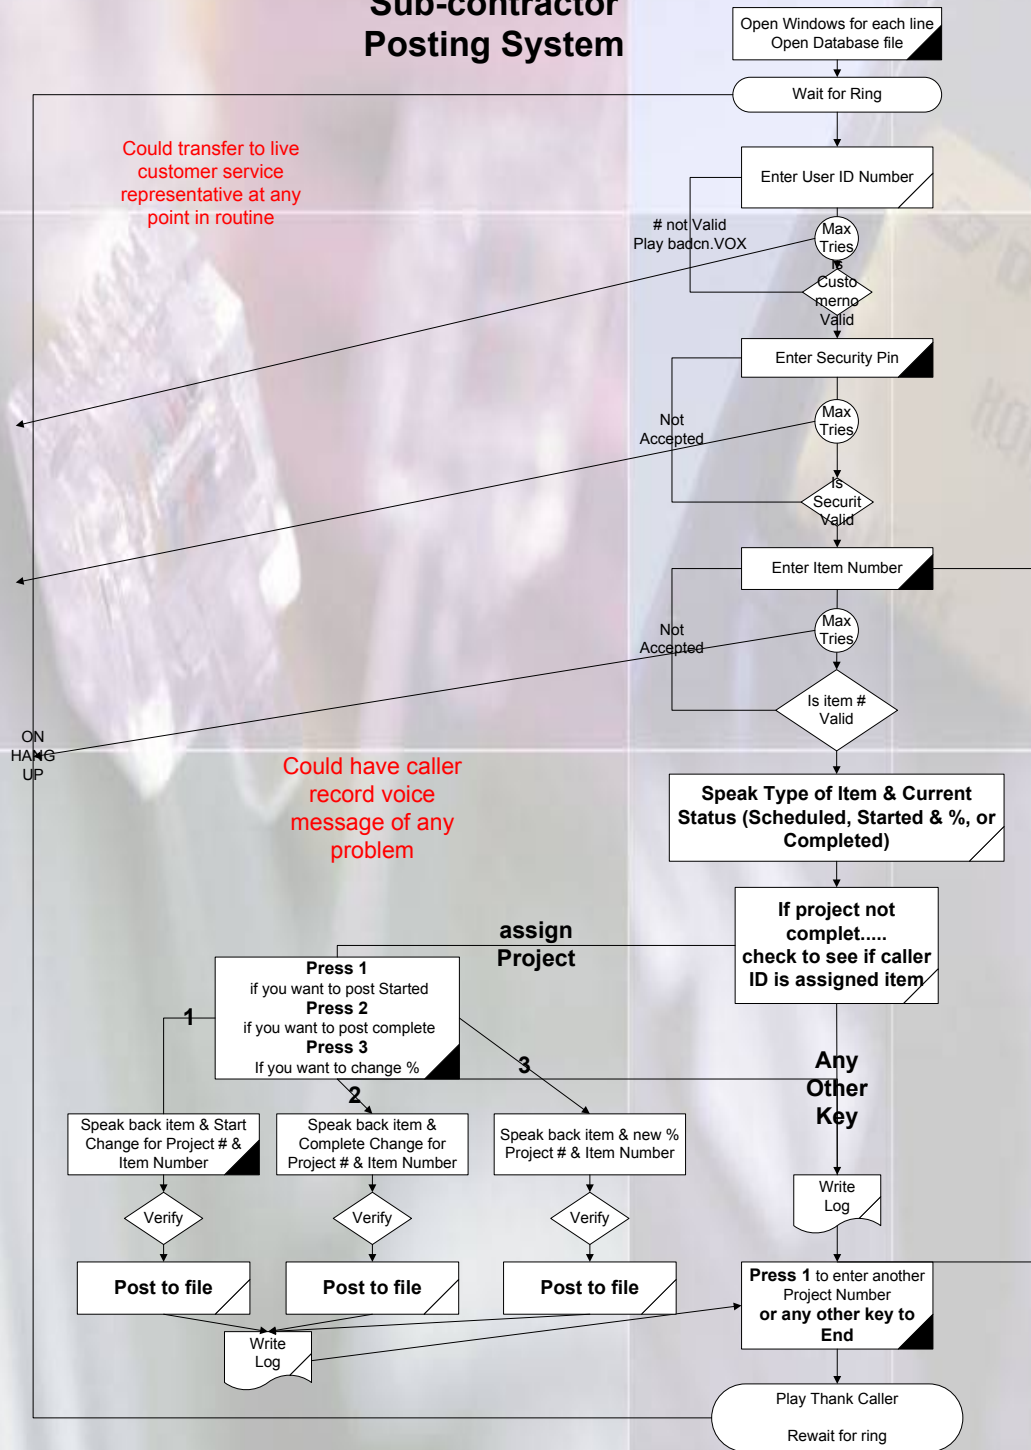 Sub-contractor
Posting System
Open Windows for each line
Open Database file
Wait for Ring
Could transfer to live
customer service
representative at any
point in routine
Enter User ID Number
# not Valid
Play badcn.VOX
Max
Tries
Is
Custo
merno
Valid
Enter Security Pin
Not
Accepted
Max
Tries
Is
Securit
Valid
Enter Item Number
Not
Accepted
Max
Tries
Is item #
Valid
ON
HANG
UP
Could have caller
record voice
message of any
problem
Speak Type of Item & Current
Status (Scheduled, Started & %, or
Completed)
If project not
complet.....
check to see if caller
ID is assigned item
assign
Project
Press 1
if you want to post Started
Press 2
if you want to post complete
Press 3
If you want to change %
1
2
3
Any
Other
Key
Speak back item & Start
Change for Project # &
Item Number
Speak back item &
Complete Change for
Project # & Item Number
Speak back item & new %
Project # & Item Number
Verify
Verify
Verify
Write
Log
Post to file
Post to file
Post to file
Press 1 to enter another
Project Number
or any other key to
End
Write
Log
Play Thank Caller
Rewait for ring